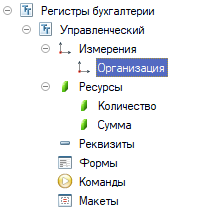 Регистры бухгалтерии
Управленческий
Измерения
Организация
Ресурсы
Количество
Сумма
Реквизиты
Формы
Команды
Макеты